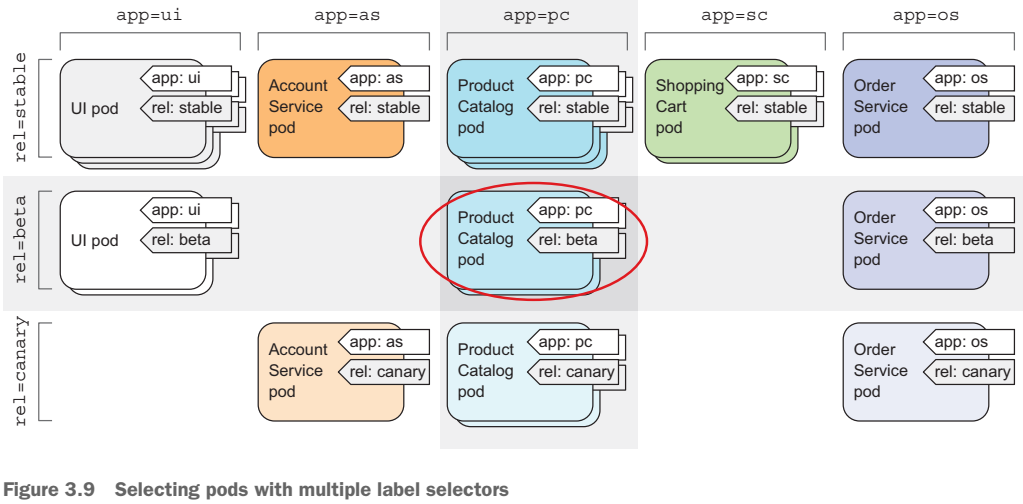 app=ui
app=as
app=pc
app=sc
app=os
rel=stable
UI pod
app: ui
rel: stable
Account
Service
pod
app: as
rel: stable
Product
Catalog
pod
app: pc
rel: stable
Shopping
Cart
pod
app: sc
rel: stable
Order
Service
pod
app: os
rel: stable
rel=beta
UI pod
app: ui
rel: beta
Product
Catalog
pod
app: pc
rel: beta
Order
Service
pod
app: os
rel: beta
rel=canary
Account
Service
pod
app: as
rel: canary
Product
Catalog
pod
app: pc
rel: canary
Order
Service
pod
app: os
rel: canary
Figure 3.9 Selecting pods with multiple label selectors